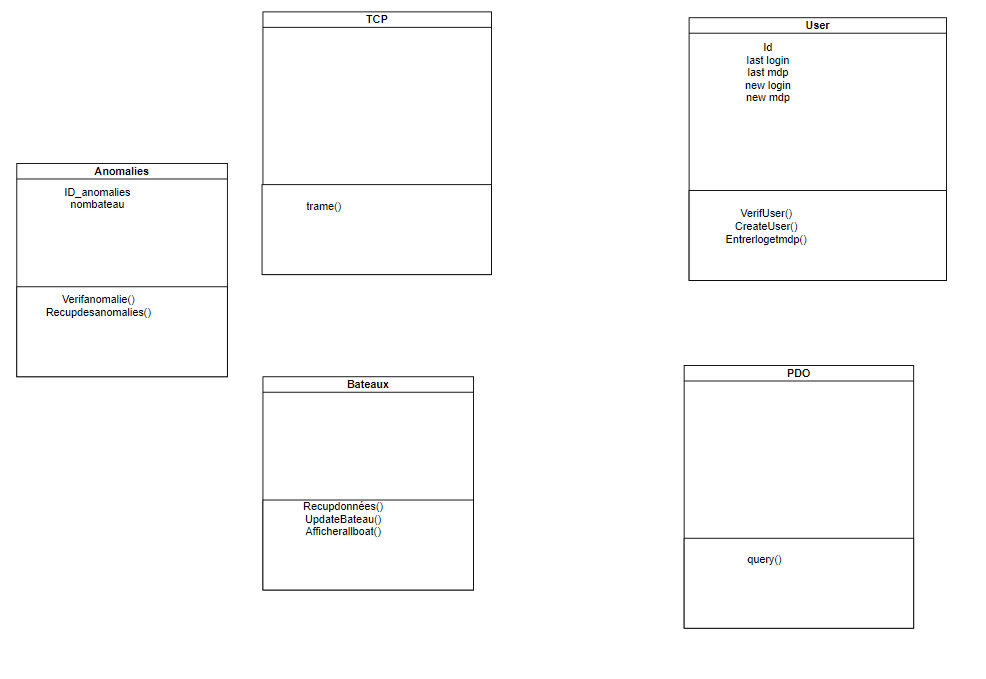 TCP
trame()
User
Id
last login
last mdp
new login
new mdp
VerifUser()
CreateUser()
Entrerlogetmdp()
Anomalies
ID_anomalies
nombateau
Verifanomalie()
Recupdesanomalies()
Bateaux
Recupdonnées()
UpdateBateau()
Afficherallboat()
PDO
query()